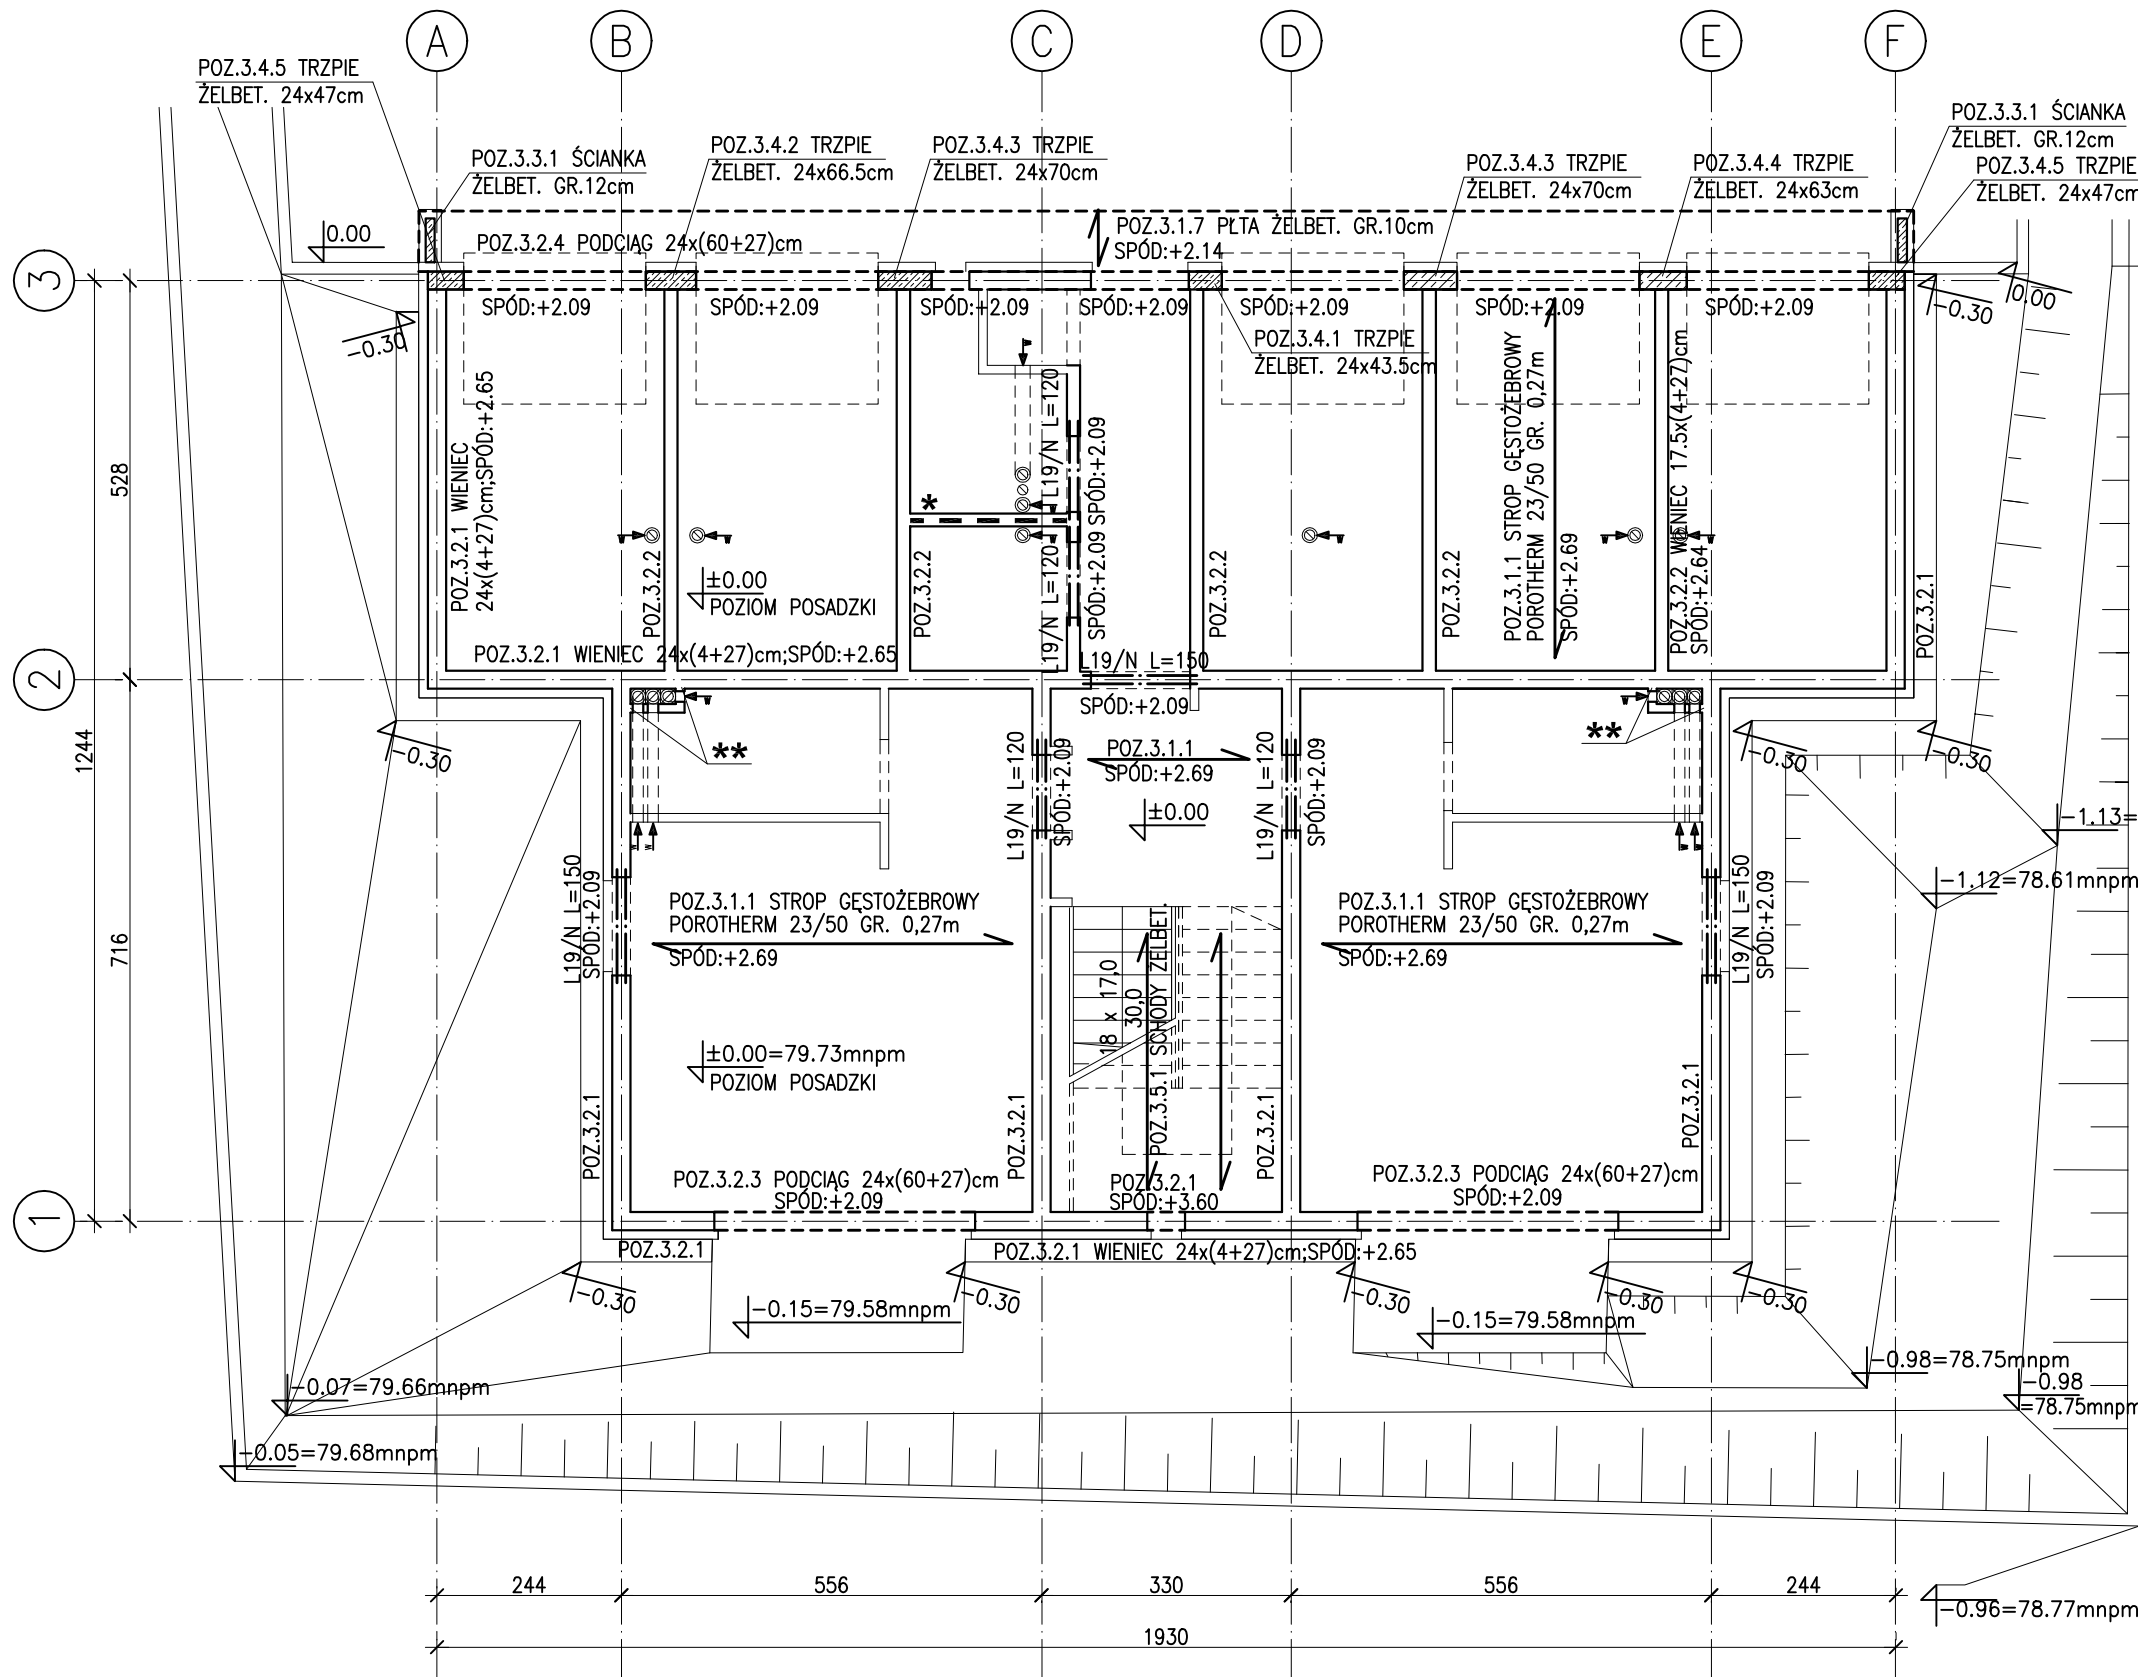 A
B
C
D
E
F
POZ.3.4.5 TRZPIE
ŻELBET. 24x47cm
POZ.3.3.1 ŚCIANKA
ŻELBET. GR.12cm
POZ.3.4.2 TRZPIE
ŻELBET. 24x66.5cm
POZ.3.4.3 TRZPIE
ŻELBET. 24x70cm
POZ.3.4.3 TRZPIE
ŻELBET. 24x70cm
POZ.3.4.4 TRZPIE
ŻELBET. 24x63cm
POZ.3.3.1 ŚCIANKA
ŻELBET. GR.12cm
POZ.3.4.5 TRZPIE
ŻELBET. 24x47cm
0.00
POZ.3.2.4 PODCIĄG 24x(60+27)cm
POZ.3.1.7 PŁTA ŻELBET. GR.10cm
SPÓD:+2.14
3
SPÓD:+2.09
SPÓD:+2.09
SPÓD:+2.09
SPÓD:+2.09
SPÓD:+2.09
SPÓD:+2.09
SPÓD:+2.09
-0.30
-0.30
0.00
POZ.3.4.1 TRZPIE
ŻELBET. 24x43.5cm
POZ.3.2.1 WIENIEC
24x(4+27)cm;SPÓD:+2.65
L19/N L=120
SPÓD:+2.09
L19/N L=120
SPÓD:+2.09
POZ.3.1.1 STROP GĘSTOŻEBROWY
POROTHERM 23/50 GR. 0,27m
SPÓD:+2.69
POZ.3.2.2 WIENIEC 17.5x(4+27)cm
SPÓD:+2.64
528
*
POZ.3.2.2
±0.00
POZIOM POSADZKI
POZ.3.2.2
POZ.3.2.2
POZ.3.2.2
POZ.3.2.1
POZ.3.2.1 WIENIEC 24x(4+27)cm;SPÓD:+2.65
L19/N L=150
SPÓD:+2.09
2
**
**
-0.30
-0.30
-0.30
1244
L19/N L=120
SPÓD:+2.09
POZ.3.1.1
SPÓD:+2.69
±0.00
L19/N L=120
SPÓD:+2.09
-1.13=
-1.12=78.61mnpm
L19/N L=150
SPÓD:+2.09
POZ.3.1.1 STROP GĘSTOŻEBROWY
POROTHERM 23/50 GR. 0,27m
SPÓD:+2.69
POZ.3.1.1 STROP GĘSTOŻEBROWY
POROTHERM 23/50 GR. 0,27m
SPÓD:+2.69
L19/N L=150
SPÓD:+2.09
716
18 x 17,0
30,0
POZ.3.5.1 SCHODY ŻELBET.
±0.00=79.73mnpm
POZIOM POSADZKI
POZ.3.2.1
POZ.3.2.1
POZ.3.2.1
POZ.3.2.1
POZ.3.2.3 PODCIĄG 24x(60+27)cm
SPÓD:+2.09
POZ.3.2.1
SPÓD:+3.60
POZ.3.2.3 PODCIĄG 24x(60+27)cm
SPÓD:+2.09
1
POZ.3.2.1
POZ.3.2.1 WIENIEC 24x(4+27)cm;SPÓD:+2.65
-0.30
-0.30
-0.30
-0.30
-0.30
-0.15=79.58mnpm
-0.15=79.58mnpm
-0.98=78.75mnpm
-0.98
=78.75mnpm
-0.07=79.66mnpm
-0.05=79.68mnpm
244
556
330
556
244
-0.96=78.77mnpm
1930